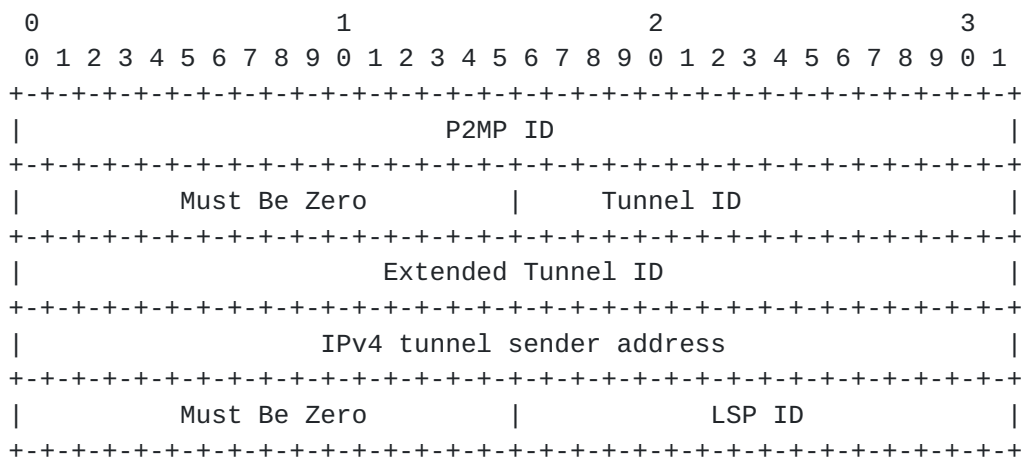 0                   1                   2                   3
 0 1 2 3 4 5 6 7 8 9 0 1 2 3 4 5 6 7 8 9 0 1 2 3 4 5 6 7 8 9 0 1
+-+-+-+-+-+-+-+-+-+-+-+-+-+-+-+-+-+-+-+-+-+-+-+-+-+-+-+-+-+-+-+-+
|                           P2MP ID                             |
+-+-+-+-+-+-+-+-+-+-+-+-+-+-+-+-+-+-+-+-+-+-+-+-+-+-+-+-+-+-+-+-+
|          Must Be Zero         |     Tunnel ID                 |
+-+-+-+-+-+-+-+-+-+-+-+-+-+-+-+-+-+-+-+-+-+-+-+-+-+-+-+-+-+-+-+-+
|                       Extended Tunnel ID                      |
+-+-+-+-+-+-+-+-+-+-+-+-+-+-+-+-+-+-+-+-+-+-+-+-+-+-+-+-+-+-+-+-+
|                   IPv4 tunnel sender address                  |
+-+-+-+-+-+-+-+-+-+-+-+-+-+-+-+-+-+-+-+-+-+-+-+-+-+-+-+-+-+-+-+-+
|          Must Be Zero         |            LSP ID             |
+-+-+-+-+-+-+-+-+-+-+-+-+-+-+-+-+-+-+-+-+-+-+-+-+-+-+-+-+-+-+-+-+